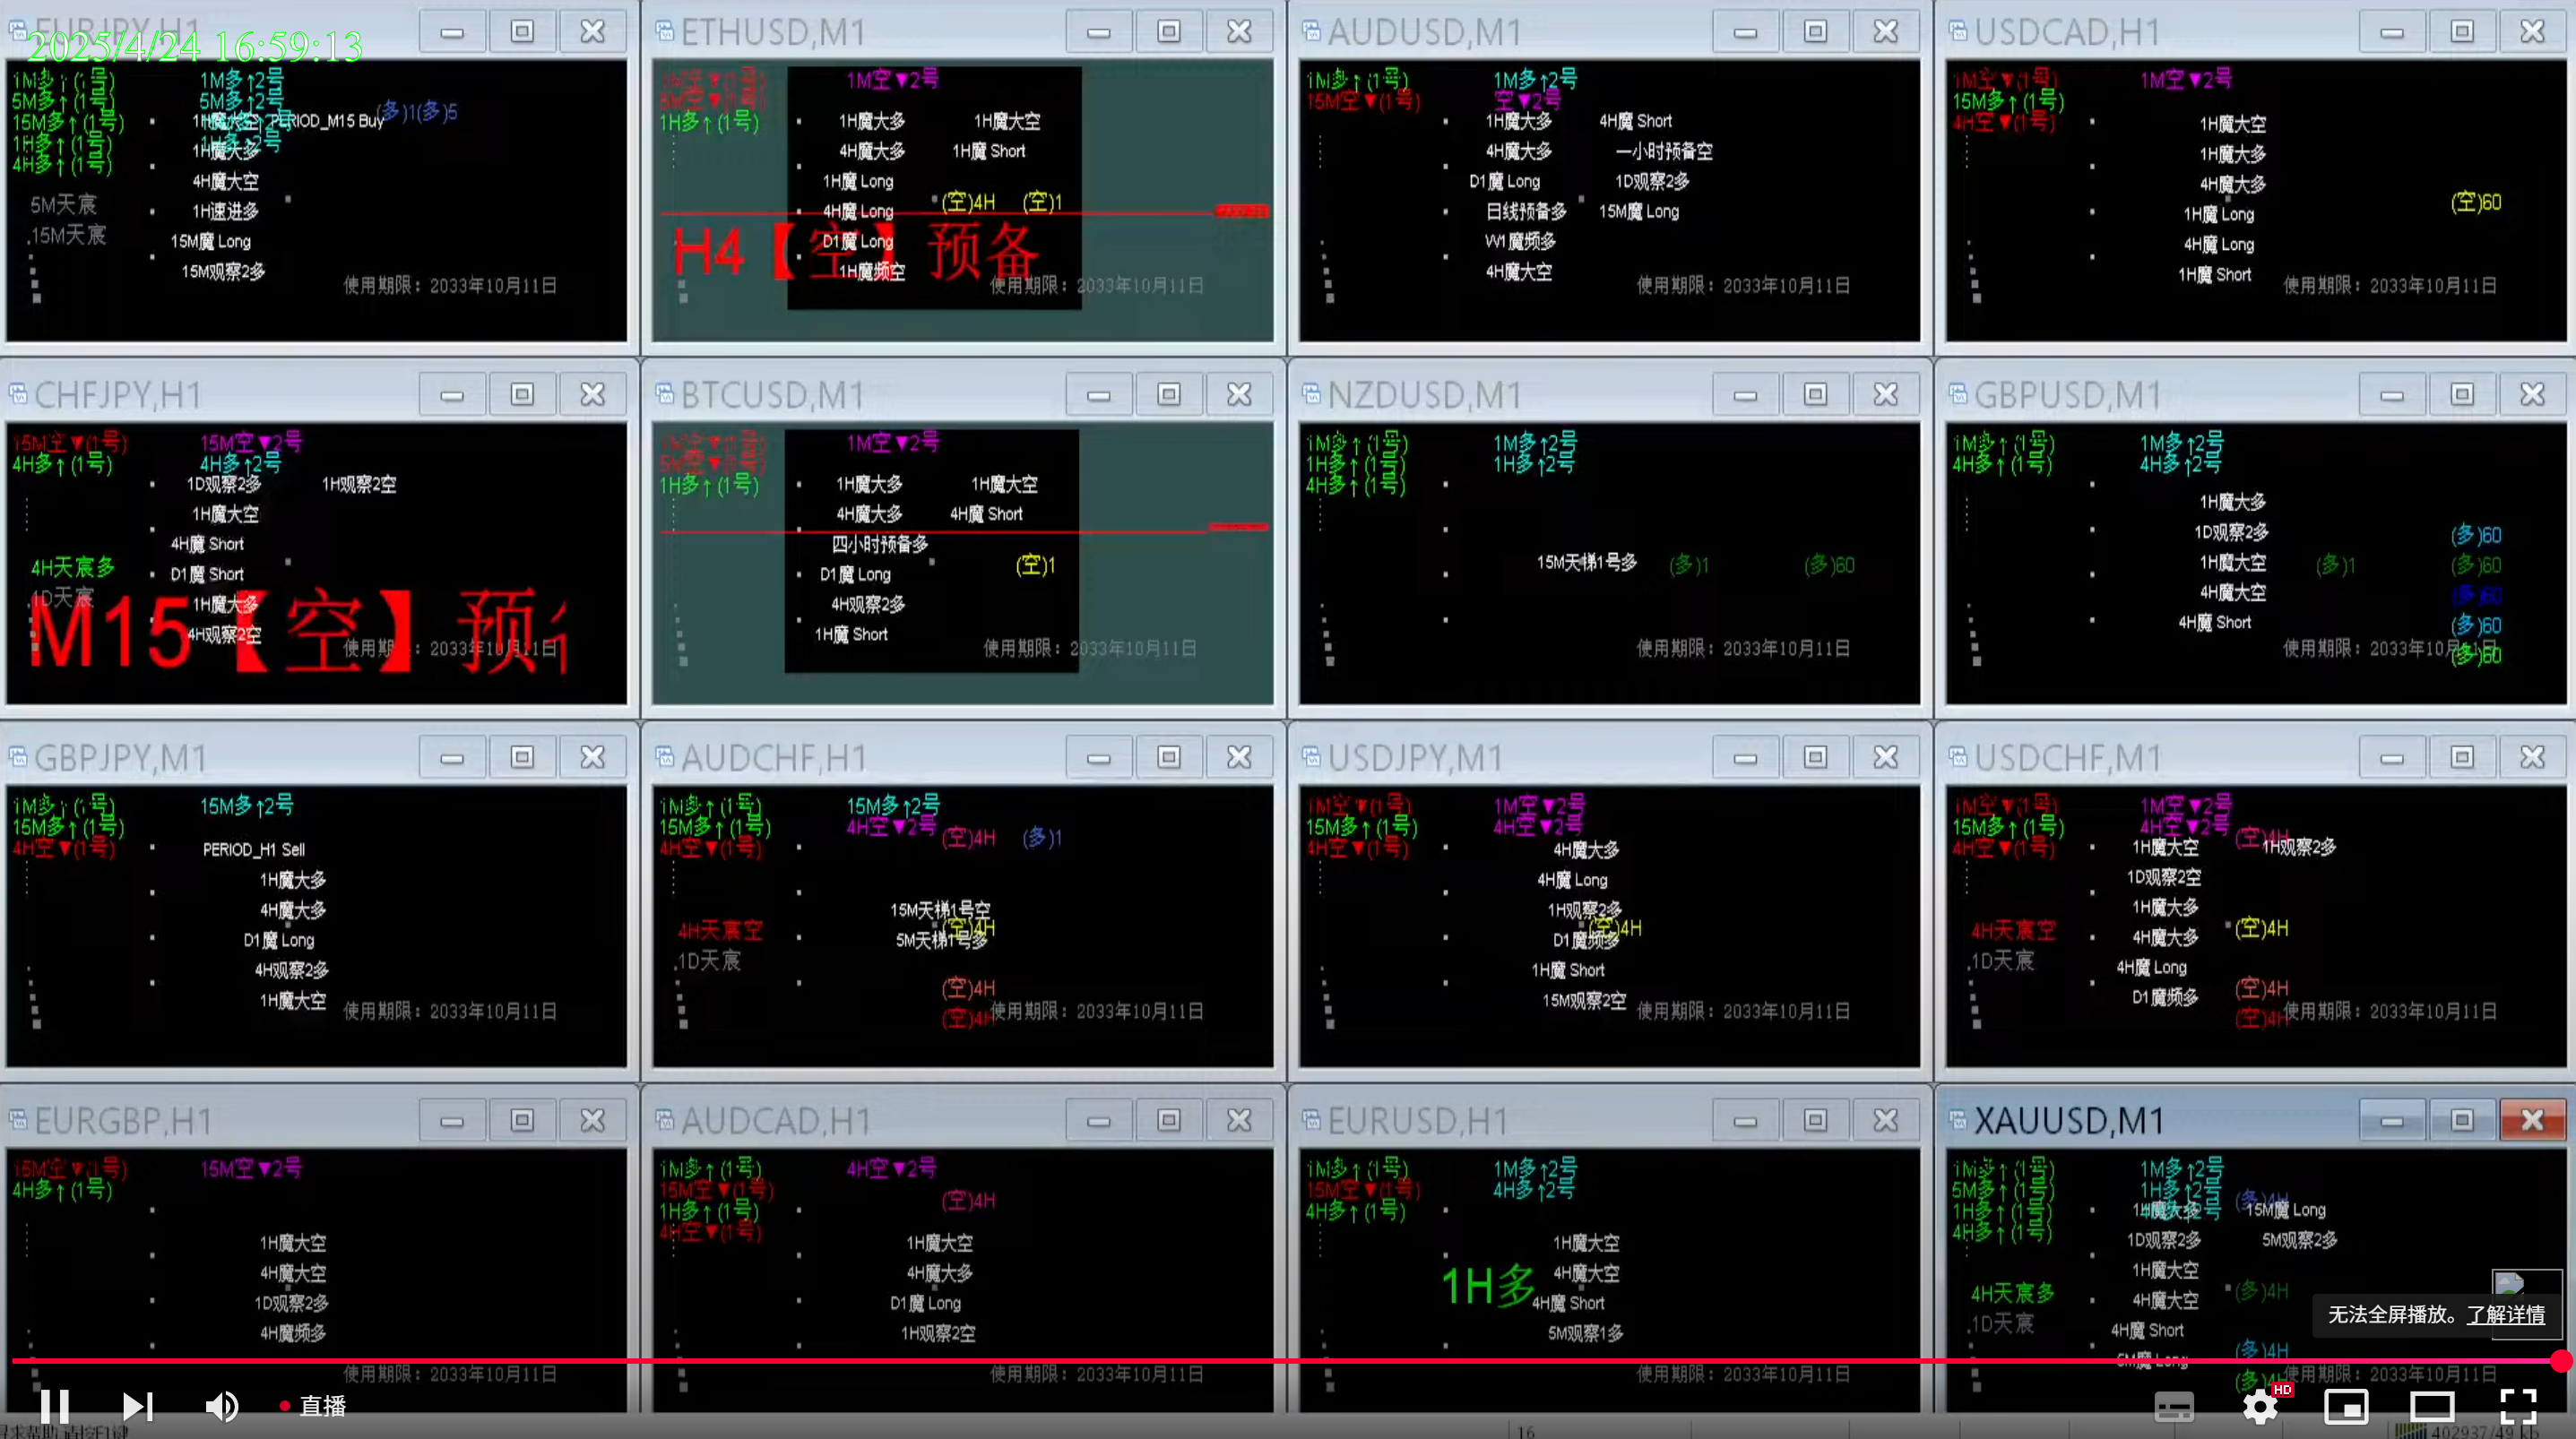 EURJPY,H1
2025/4/24 16:59:13
1M多↑(1号) 1M多↑2号
5M多↑(1号) 5M多↑2号
15M多↑(1号) 1H魔大空 PERIOD_M15 Buy (多)1(多)5
1H多↑(1号) 1H多↑2号
1H魔大多
4H多↑(1号)
4H魔大空
5M天宸 1H速进多
.15M天宸 15M魔 Long
15M观察2多
使用期限：2033年10月11日
ETHUSD,M1
1M空▼(1号) 1M空▼2号
5M空▼(1号)
1H多↑(1号) 1H魔大多 1H魔大空
4H魔大多 1H魔 Short
1H魔 Long
4H魔 Long (空)4H (空)1
D1魔 Long
H4【空】预备
1H魔频空
使用期限：2033年10月11日
AUDUSD,M1
1M多↑(1号) 1M多↑2号
15M空▼(1号) 空▼2号
1H魔大多 4H魔 Short
4H魔大多 一小时预备空
D1魔 Long 1D观察2多
日线预备多 15M魔 Long
W1魔频多
4H魔大空
使用期限：2033年10月11日
USDCAD,H1
1M空▼(1号) 1M空▼2号
15M多↑(1号)
4H空▼(1号) 1H魔大空
1H魔大多
4H魔大多
(空)60
1H魔 Long
4H魔 Long
1H魔 Short
使用期限：2033年10月11日
CHFJPY,H1
15M空▼(1号) 15M空▼2号
4H多↑(1号) 4H多↑2号
1D观察2多 1H观察2空
1H魔大空
4H魔 Short
4H天宸多 D1魔 Short
.1D天宸 1H魔大多
M15【空】预
4H观察2空
使用期 ：2033年10月11日
BTCUSD,M1
1M空▼(1号) 1M空▼2号
5M空▼(1号)
1H多↑(1号) 1H魔大多 1H魔大空
4H魔大多 4H魔 Short
四小时预备多
D1魔 Long (空)1
4H观察2多
1H魔 Short
使用期限：2033年10月11日
NZDUSD,M1
1M多↑(1号) 1M多↑2号
1H多↑(1号) 1H多↑2号
4H多↑(1号)
15M天梯1号多 (多)1 (多)60
使用期限：2033年10月11日
GBPUSD,M1
1M多↑(1号) 1M多↑2号
4H多↑(1号) 4H多↑2号
1H魔大多
1D观察2多 (多)60
1H魔大空 (多)1 (多)60
4H魔大空 (多)60
4H魔 Short (多)60
使用期限：2033年10月11日 (多)60
GBPJPY,M1
1M多↑(1号) 15M多↑2号
15M多↑(1号)
4H空▼(1号) PERIOD_H1 Sell
1H魔大多
4H魔大多
D1魔 Long
4H观察2多
1H魔大空
使用期限：2033年10月11日
AUDCHF,H1
1M多↑(1号) 15M多↑2号
15M多↑(1号) 4H空▼2号 (空)4H (多)1
4H空▼(1号)
15M天梯1号空
4H天宸空 (空)4H
5M天梯1号多
.1D天宸
(空)4H
(空)4H
使用期限：2033年10月11日
USDJPY,M1
1M空▼(1号) 1M空▼2号
15M多↑(1号) 4H空▼2号
4H空▼(1号) 4H魔大多
4H魔 Long
1H观察2多
(空)4H
D1魔频多
1H魔 Short
15M观察2空
使用期限：2033年10月11日
USDCHF,M1
1M空▼(1号) 1M空▼2号
15M多↑(1号) 4H空▼2号 (空)4H
4H空▼(1号) 1H魔大空 1H观察2多
1D观察2空
1H魔大多
4H天宸空 4H魔大多 (空)4H
.1D天宸 4H魔 Long
D1魔频多 (空)4H
(空)4H
使用期限：2033年10月11日
EURGBP,H1
15M空▼(1号) 15M空▼2号
4H多↑(1号)
1H魔大空
4H魔大空
1D观察2多
4H魔频多
使用期限：2033年10月11日
AUDCAD,H1
1M多↑(1号) 4H空▼2号
15M空▼(1号) (空)4H
1H多↑(1号)
4H空▼(1号) 1H魔大空
4H魔大多
D1魔 Long
1H观察2空
使用期限：2033年10月11日
EURUSD,H1
1M多↑(1号) 1M多↑2号
15M空▼(1号) 4H多↑2号
4H多↑(1号)
1H魔大空
1H多 4H魔大空
4H魔 Short
5M观察1多
使用期限：2033年10月11日
XAUUSD,M1
1M多↑(1号) 1M多↑2号
5M多↑(1号) 1H多↑2号 (多)4H
1H多↑(1号) 1H魔大多 15M魔 Long
4H多↑(1号) 1D观察2多 5M观察2多
1H魔大空
4H天宸多 4H魔大空 (多)4H
.1D天宸 4H魔 Short
无法全屏播放。了解详情
5M魔 Long (多)4H
(多)4H
使用期限：2033年10月11日
直播
HD
16
402937/49 kb